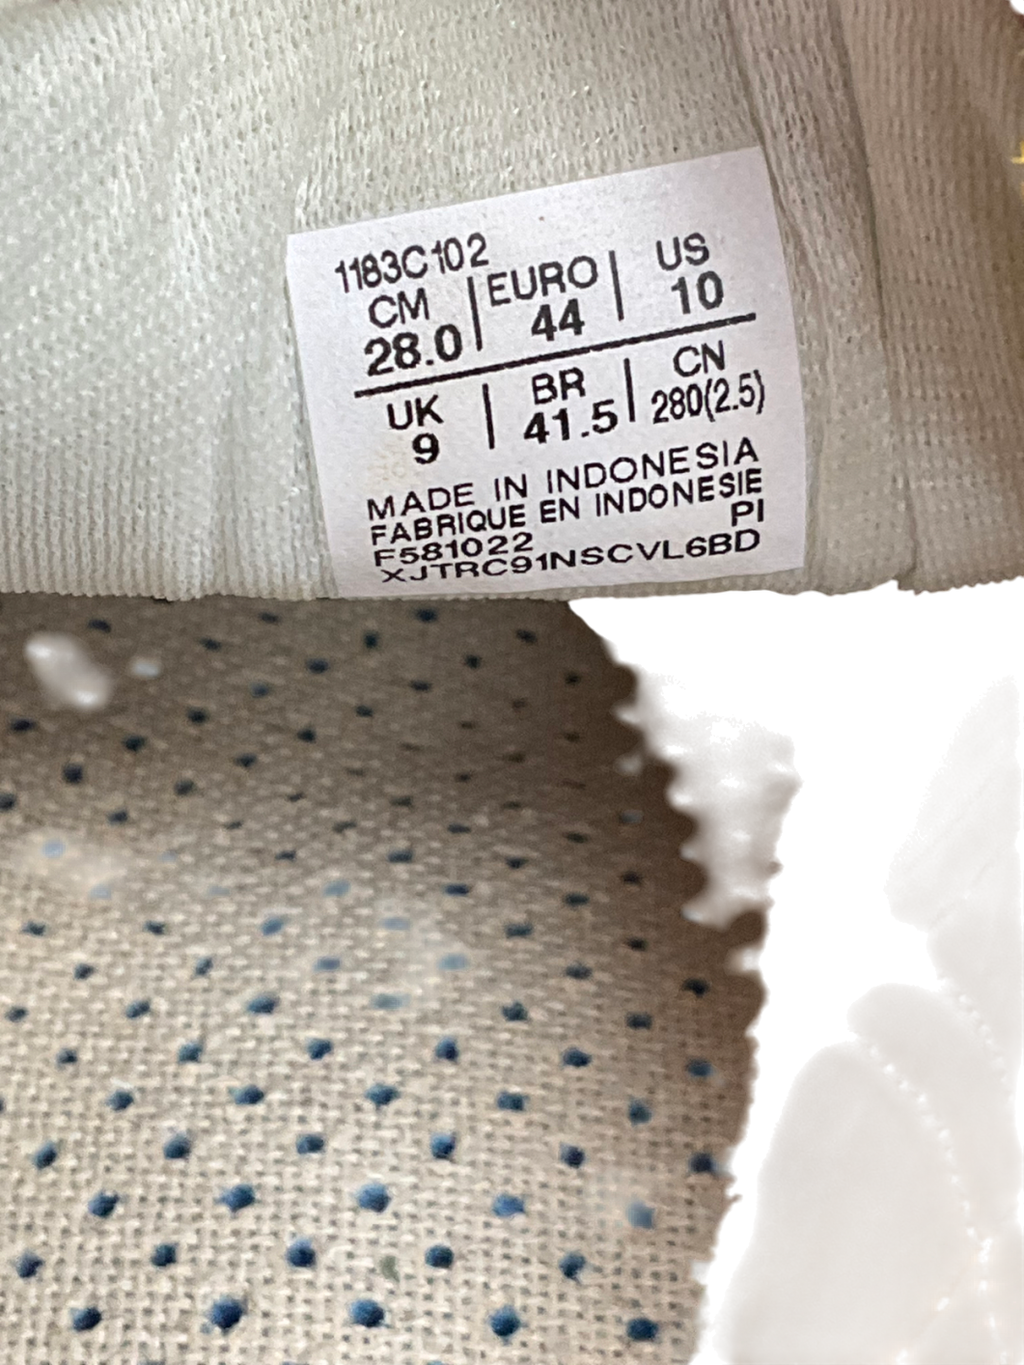 1183C102
CM | EURO | US
28.0 | 44 | 10
UK | BR | CN
9 | 41.5 | 280(2.5)
MADE IN INDONESIA
FABRIQUE EN INDONESIE
F581022 PI
XJTRC91NSCVL6BD